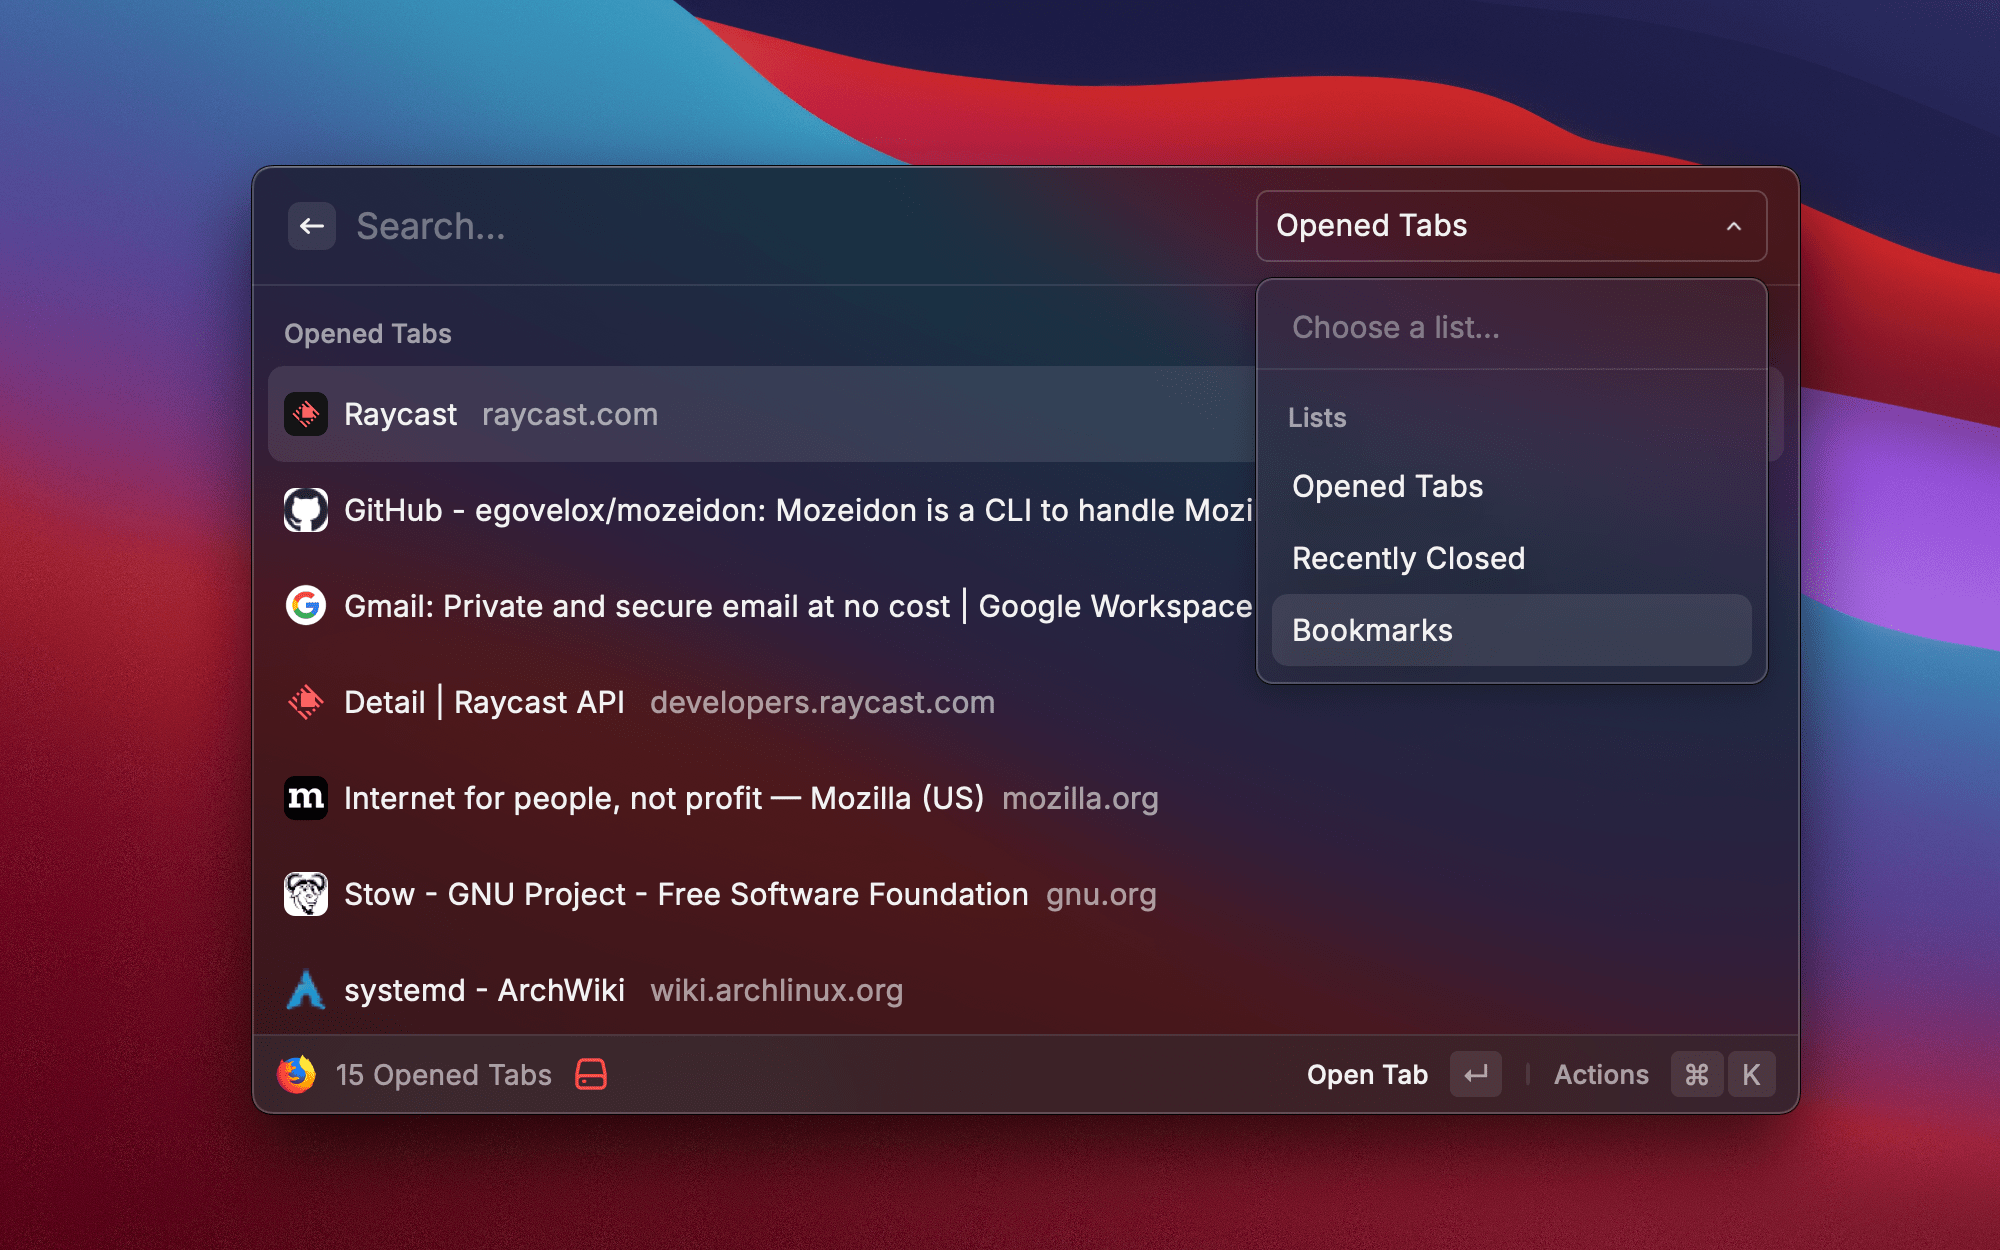 Search...
Opened Tabs
Choose a list...
Lists
Opened Tabs
Recently Closed
Bookmarks
Opened Tabs
Raycast raycast.com
GitHub - egovelox/mozeidon: Mozeidon is a CLI to handle Mozi
Gmail: Private and secure email at no cost | Google Workspace
Detail | Raycast API developers.raycast.com
m Internet for people, not profit — Mozilla (US) mozilla.org
Stow - GNU Project - Free Software Foundation gnu.org
systemd - ArchWiki wiki.archlinux.org
15 Opened Tabs
Open Tab ↵ Actions ⌘ K